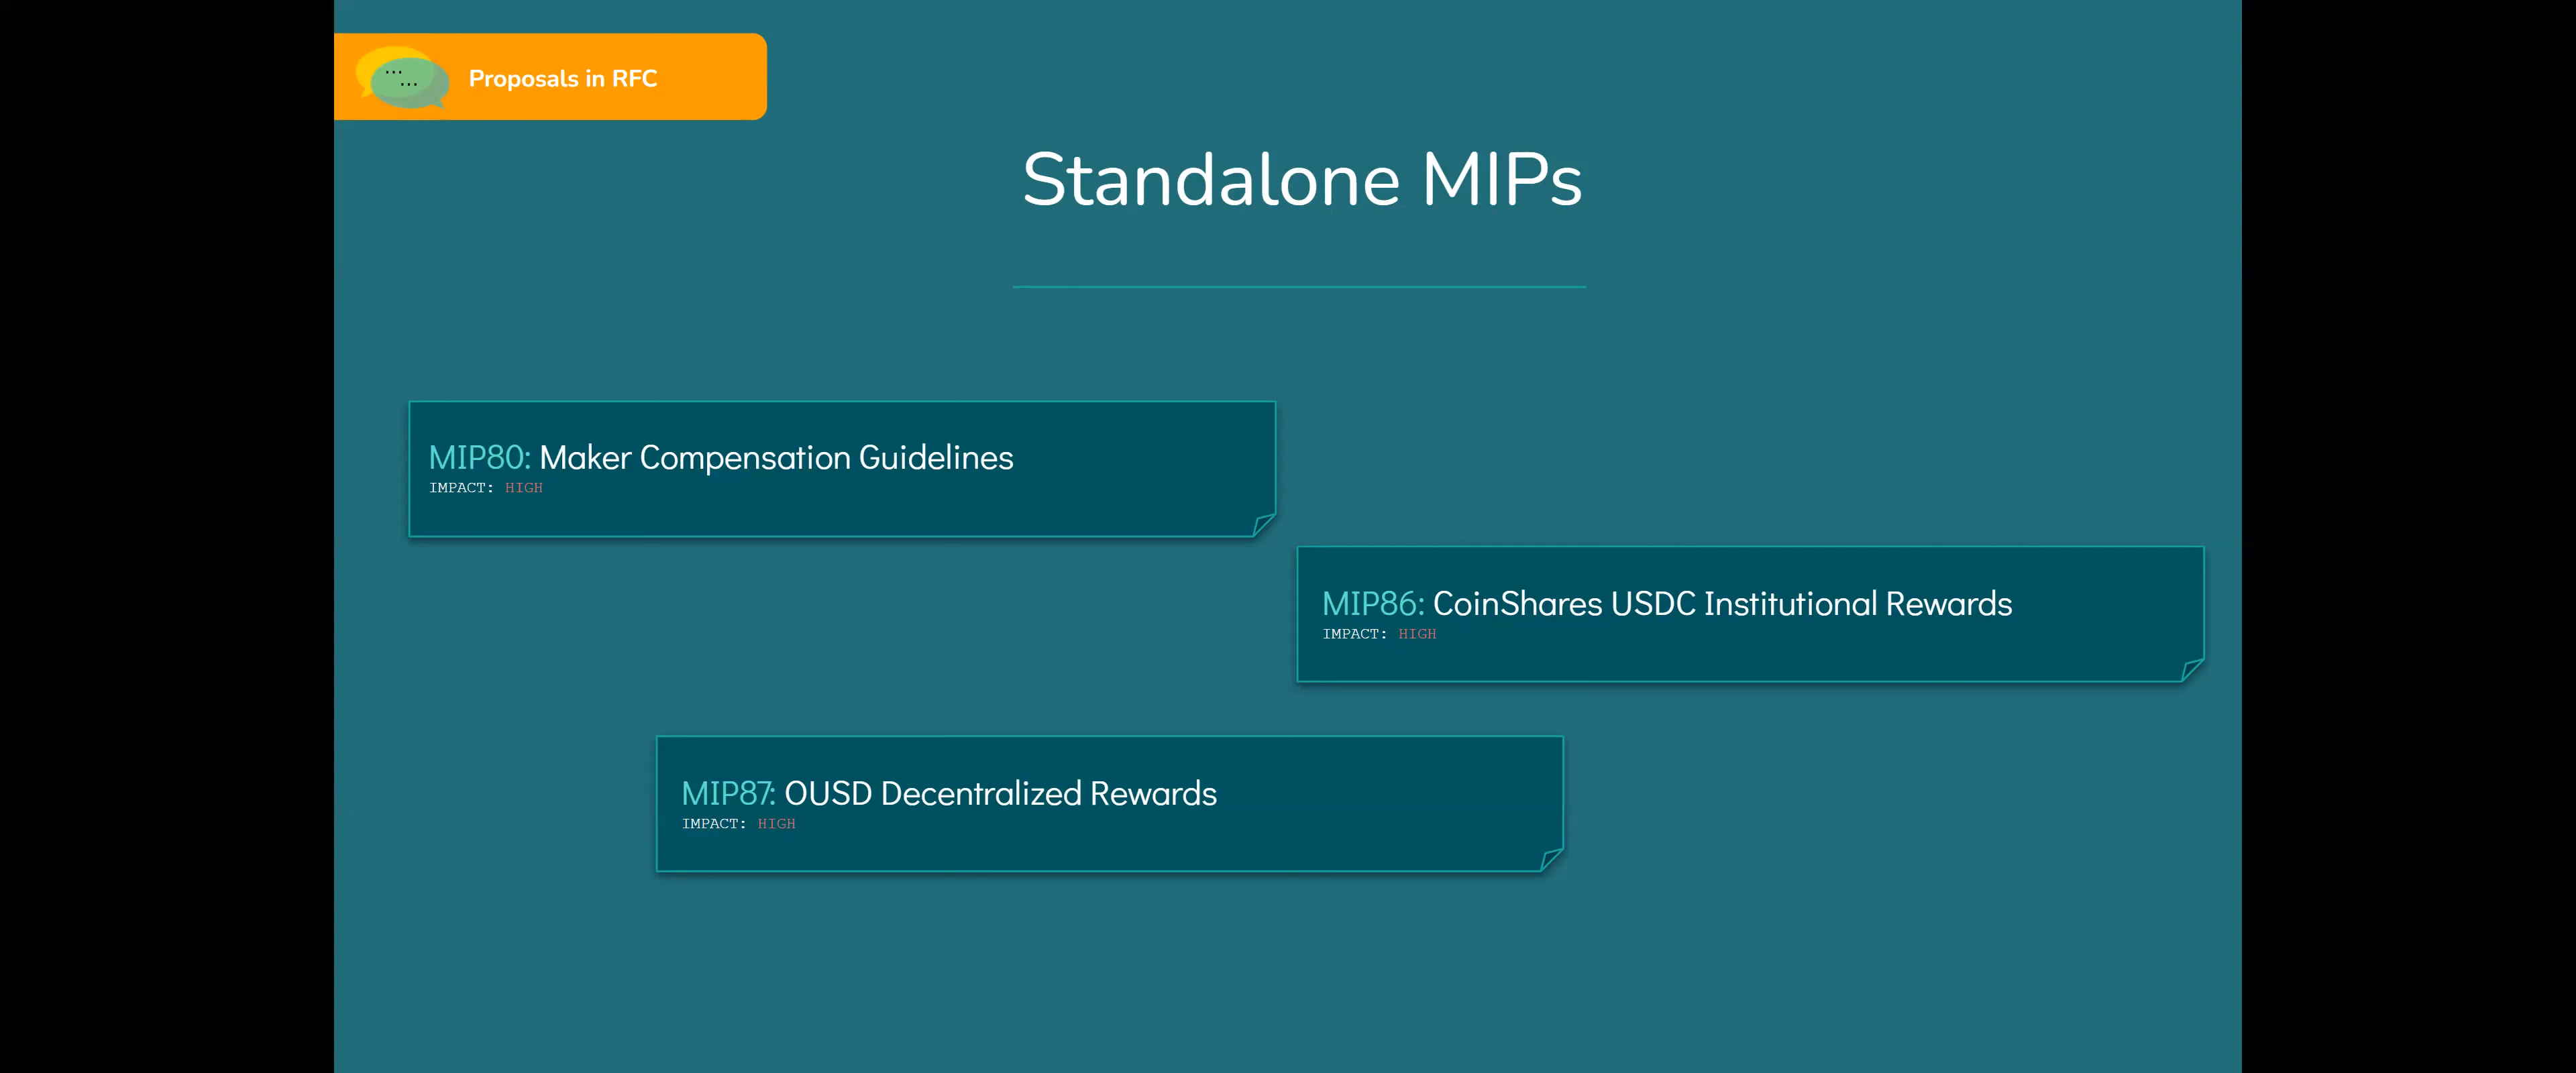 Proposals in RFC
Standalone MIPs
MIP80: Maker Compensation Guidelines
IMPACT: HIGH
MIP86: CoinShares USDC Institutional Rewards
IMPACT: HIGH
MIP87: OUSD Decentralized Rewards
IMPACT: HIGH